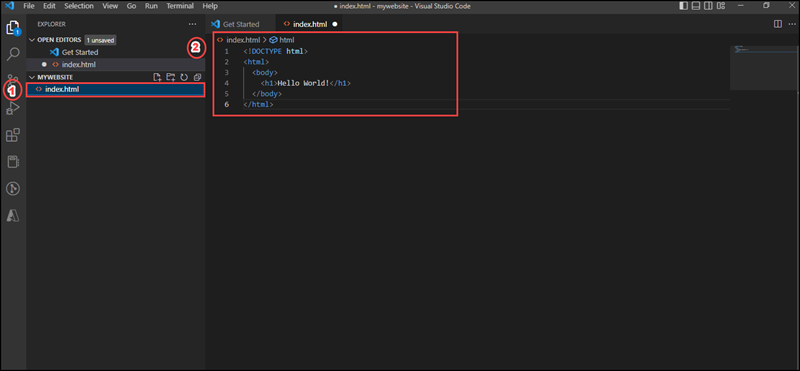 File Edit Selection View Go Run Terminal Help
● index.html - mywebsite - Visual Studio Code
EXPLORER
OPEN EDITORS 1 unsaved
Get Started
index.html
MYWEBSITE
index.html
1
2
Get Started
index.html
index.html > html
1 <!DOCTYPE html>
2 <html>
3 <body>
4 <h1>Hello World!</h1>
5 </body>
6 </html>
1